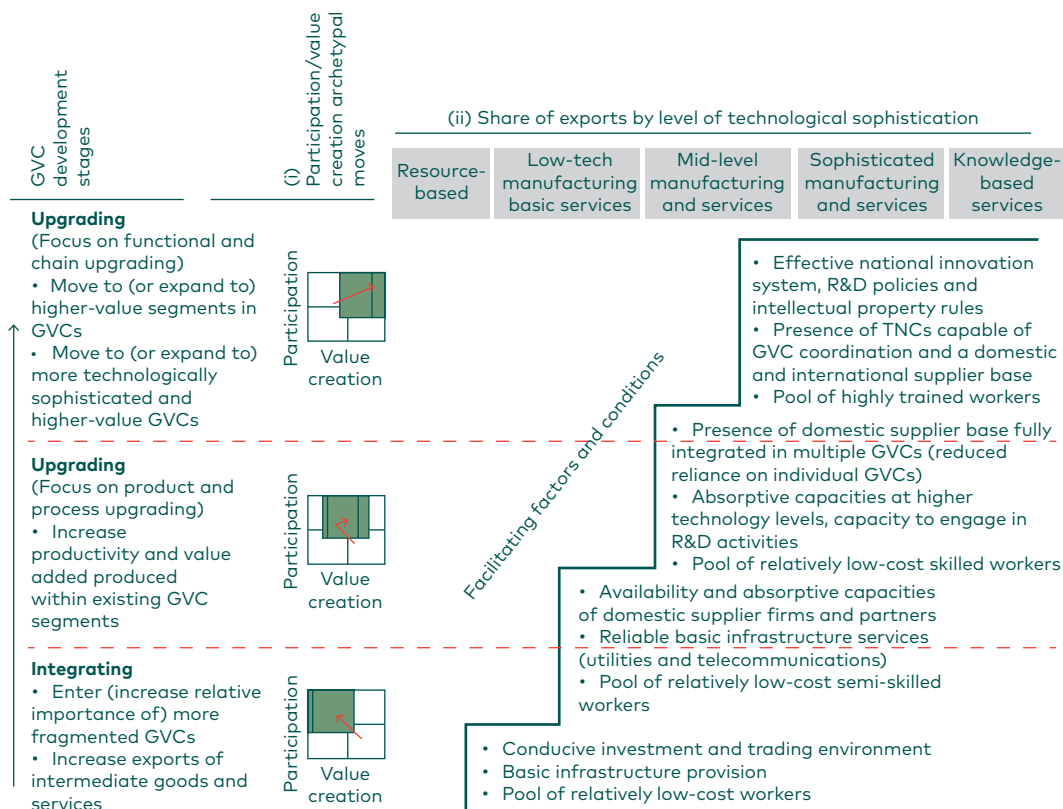 GVC
development
stages
(i)
Participation/value
creation archetypal
moves
(ii) Share of exports by level of technological sophistication
Resource-
based
Low-tech
manufacturing
basic services
Mid-level
manufacturing
and services
Sophisticated
manufacturing
and services
Knowledge-
based
services
Upgrading
(Focus on functional and
chain upgrading)
• Move to (or expand to)
higher-value segments in
GVCs
• Move to (or expand to)
more technologically
sophisticated and
higher-value GVCs
Participation
Value
creation
• Effective national innovation
system, R&D policies and
intellectual property rules
• Presence of TNCs capable of
GVC coordination and a domestic
and international supplier base
• Pool of highly trained workers
Facilitating factors and conditions
Upgrading
(Focus on product and
process upgrading)
• Increase
productivity and value
added produced
within existing GVC
segments
Participation
Value
creation
• Presence of domestic supplier base fully
integrated in multiple GVCs (reduced
reliance on individual GVCs)
• Absorptive capacities at higher
technology levels, capacity to engage in
R&D activities
• Pool of relatively low-cost skilled workers
• Availability and absorptive capacities
of domestic supplier firms and partners
• Reliable basic infrastructure services
(utilities and telecommunications)
• Pool of relatively low-cost semi-skilled
workers
Integrating
• Enter (increase relative
importance of) more
fragmented GVCs
• Increase exports of
intermediate goods and
services
Participation
Value
creation
• Conducive investment and trading environment
• Basic infrastructure provision
• Pool of relatively low-cost workers